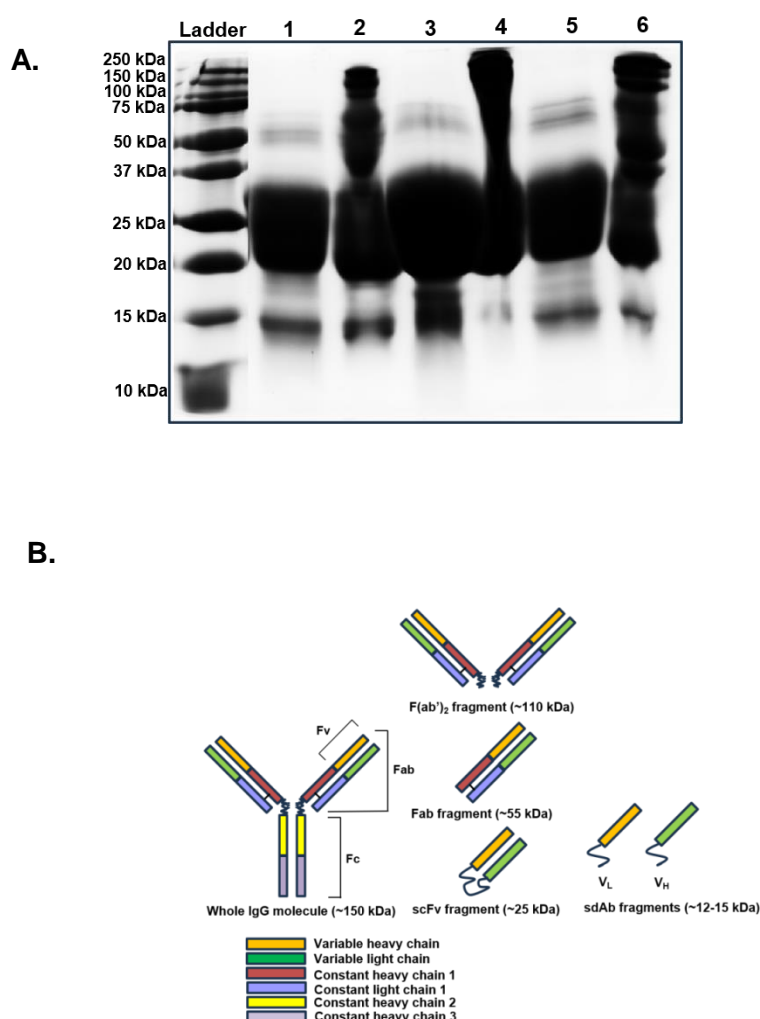 A.
Ladder 1 2 3 4 5 6
250 kDa
150 kDa
100 kDa
75 kDa
50 kDa
37 kDa
25 kDa
20 kDa
15 kDa
10 kDa
B.
F(ab')₂ fragment (~110 kDa)
Fv
Fab
Fab fragment (~55 kDa)
Fc
V_L V_H
Whole IgG molecule (~150 kDa) scFv fragment (~25 kDa) sdAb fragments (~12-15 kDa)
Variable heavy chain
Variable light chain
Constant heavy chain 1
Constant light chain 1
Constant heavy chain 2
Constant heavy chain 3